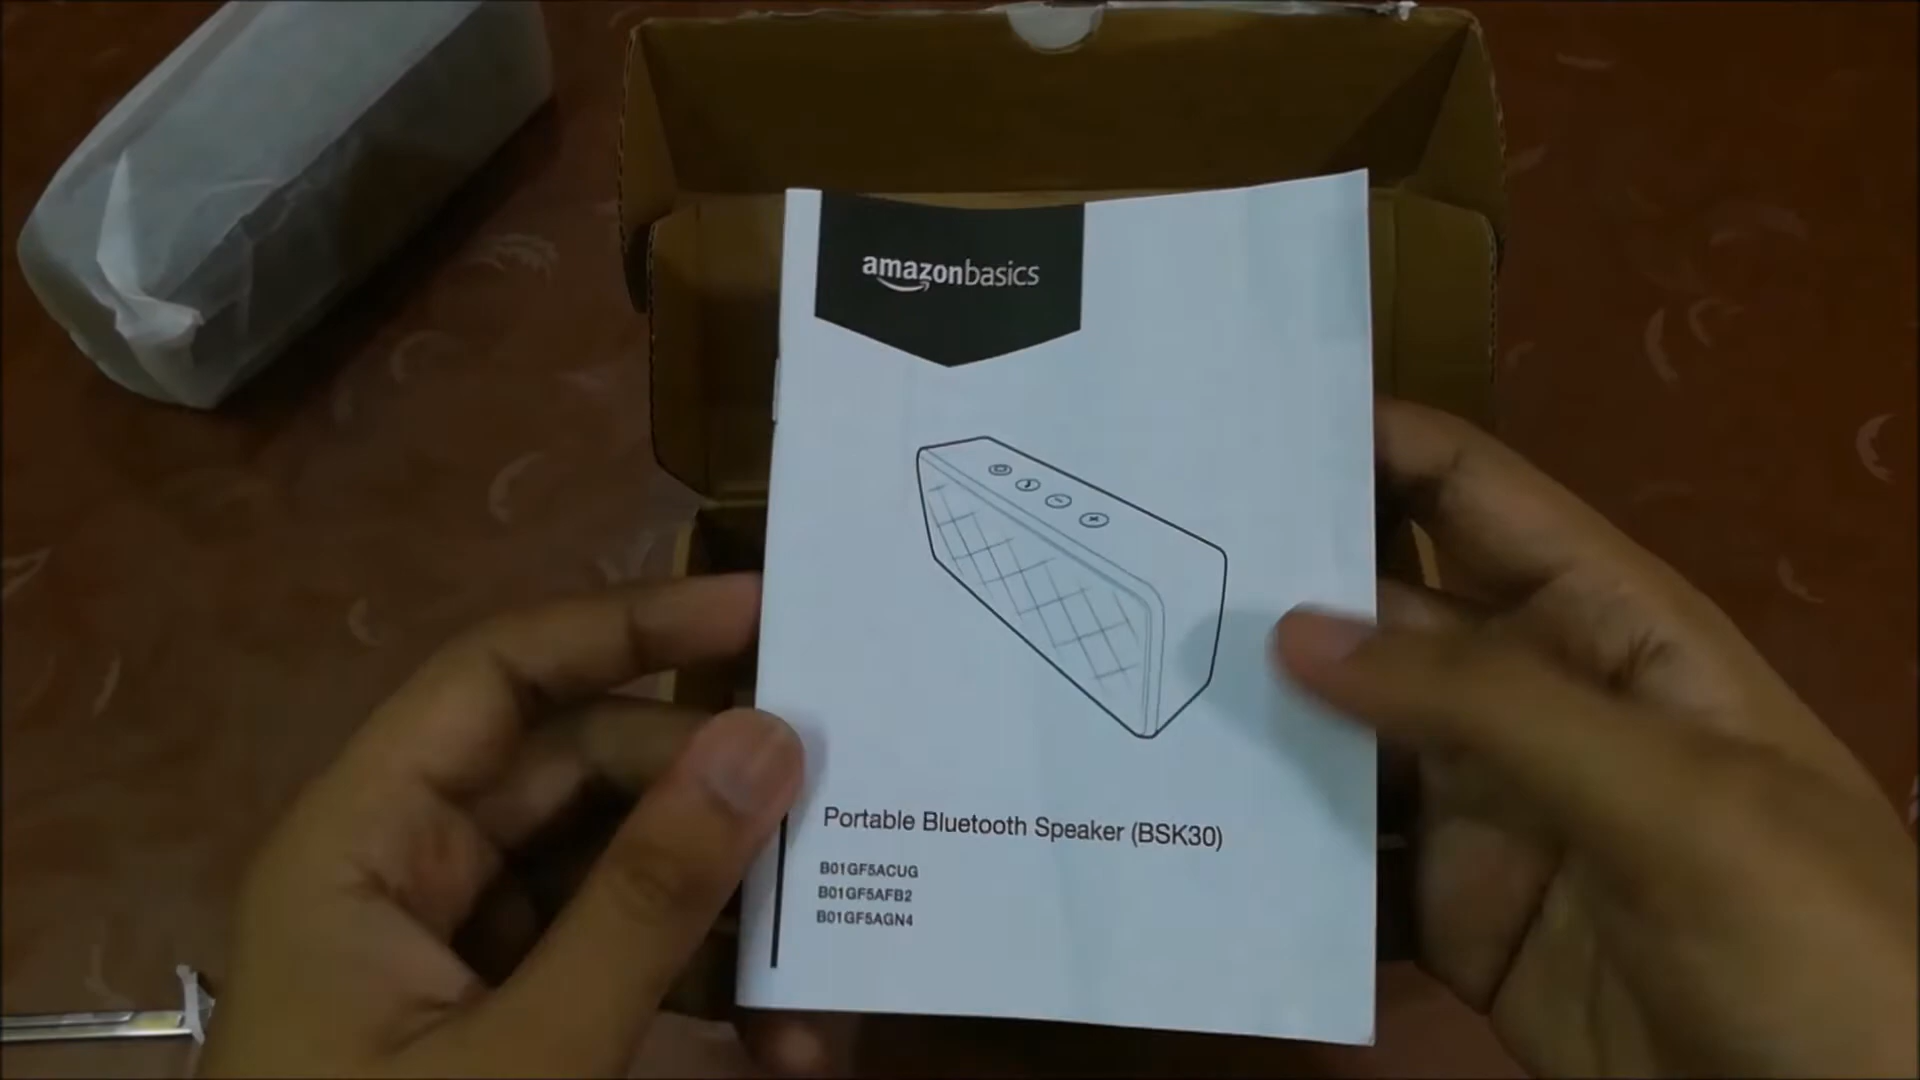 amazonbasics
Portable Bluetooth Speaker (BSK30)
B01GF5ACUG
B01GF5AFB2
B01GF5AGN4